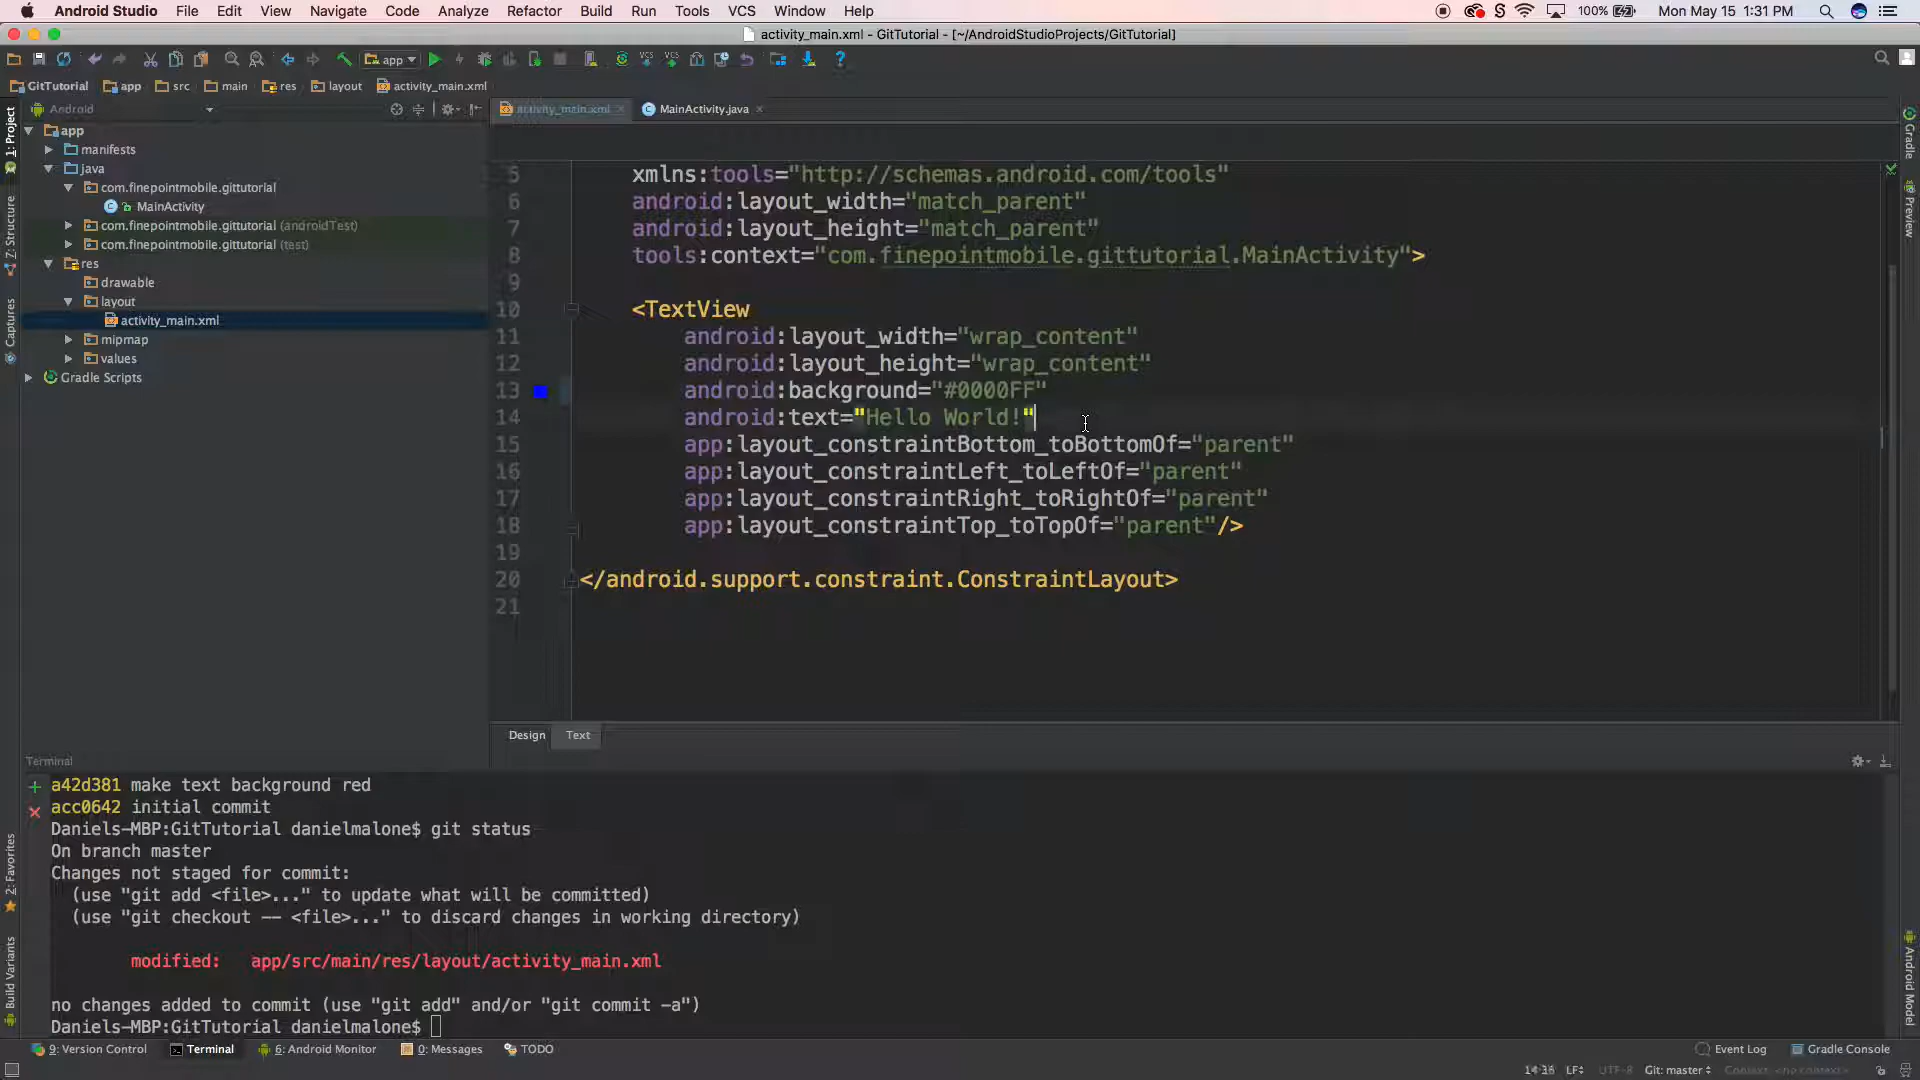 Android Studio File Edit View Navigate Code Analyze Refactor Build Run Tools VCS Window Help
S 100% Mon May 15 1:31 PM
activity_main.xml - GitTutorial - [~/AndroidStudioProjects/GitTutorial]
app
GitTutorial app src main res layout activity_main.xml
Android
activity_main.xml
MainActivity.java
app
manifests
java
com.finepointmobile.gittutorial
MainActivity
com.finepointmobile.gittutorial (androidTest)
com.finepointmobile.gittutorial (test)
res
drawable
layout
activity_main.xml
mipmap
values
Gradle Scripts
1: Project
7: Structure
Captures
2: Favorites
Build Variants
5 xmlns:tools="http://schemas.android.com/tools"
6 android:layout_width="match_parent"
7 android:layout_height="match_parent"
8 tools:context="com.finepointmobile.gittutorial.MainActivity">
9
10 <TextView
11 android:layout_width="wrap_content"
12 android:layout_height="wrap_content"
13 android:background="#0000FF"
14 android:text="Hello World!"
15 app:layout_constraintBottom_toBottomOf="parent"
16 app:layout_constraintLeft_toLeftOf="parent"
17 app:layout_constraintRight_toRightOf="parent"
18 app:layout_constraintTop_toTopOf="parent"/>
19
20 </android.support.constraint.ConstraintLayout>
21
Gradle
Preview
Android Model
Design Text
Terminal
a42d381 make text background red
acc0642 initial commit
Daniels-MBP:GitTutorial danielmalone$ git status
On branch master
Changes not staged for commit:
(use "git add <file>..." to update what will be committed)
(use "git checkout -- <file>..." to discard changes in working directory)
modified: app/src/main/res/layout/activity_main.xml
no changes added to commit (use "git add" and/or "git commit -a")
Daniels-MBP:GitTutorial danielmalone$
9: Version Control Terminal 6: Android Monitor 0: Messages TODO Event Log Gradle Console
14:36 LF UTF-8 Git: master Context: <no context>